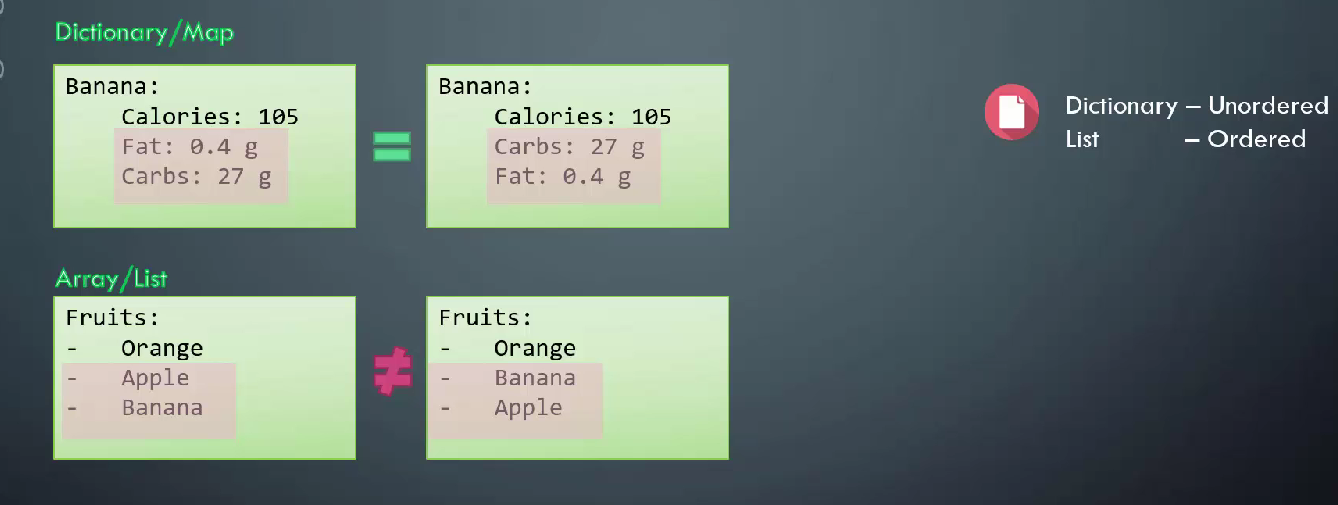 Dictionary/Map
Banana:
Calories: 105
Fat: 0.4 g
Carbs: 27 g
=
Banana:
Calories: 105
Carbs: 27 g
Fat: 0.4 g
Dictionary – Unordered
List – Ordered
Array/List
Fruits:
- Orange
- Apple
- Banana
≠
Fruits:
- Orange
- Banana
- Apple